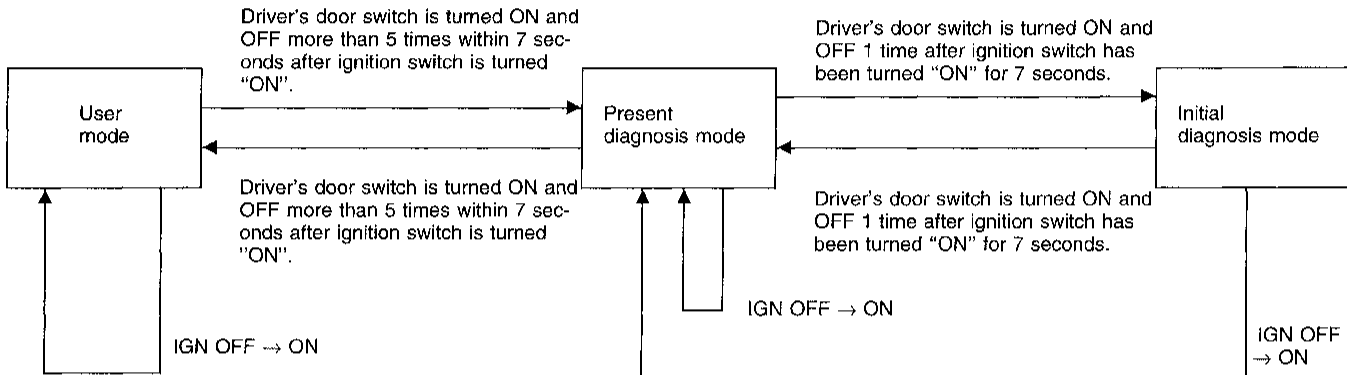 Driver's door switch is turned ON and
OFF more than 5 times within 7 sec-
onds after ignition switch is turned
"ON".
Driver's door switch is turned ON and
OFF 1 time after ignition switch has
been turned "ON" for 7 seconds.
User
mode
Present
diagnosis mode
Initial
diagnosis mode
Driver's door switch is turned ON and
OFF more than 5 times within 7 sec-
onds after ignition switch is turned
"ON".
Driver's door switch is turned ON and
OFF 1 time after ignition switch has
been turned "ON" for 7 seconds.
IGN OFF → ON
IGN OFF → ON
IGN OFF
→ ON